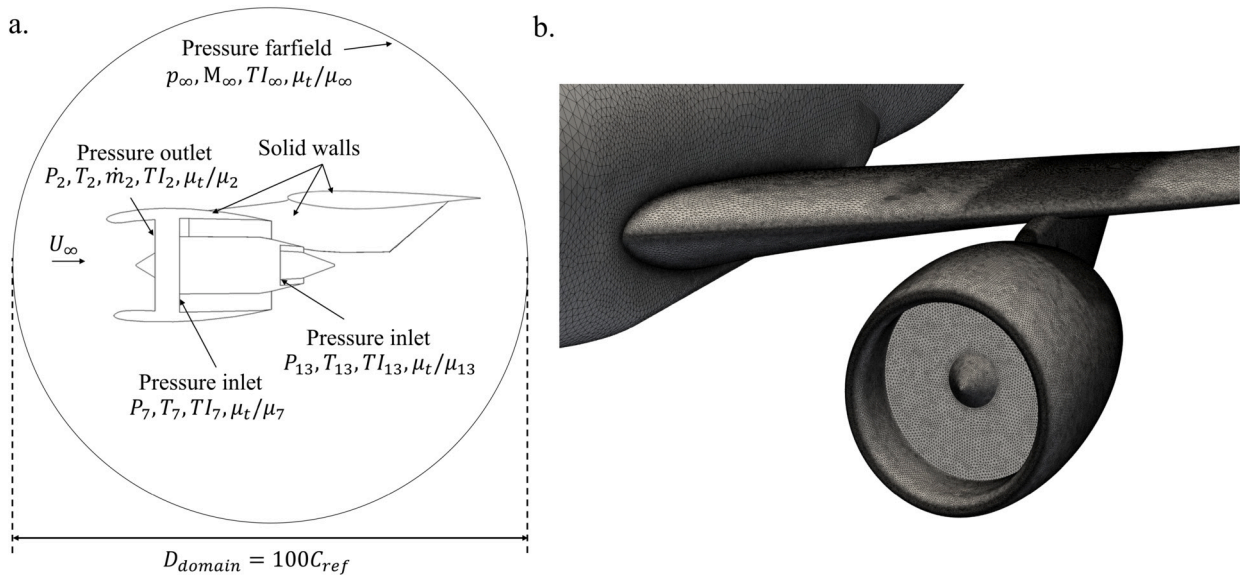 a.
Pressure farfield
p∞, M∞, TI∞, μt/μ∞
Pressure outlet
P2, T2, ṁ2, TI2, μt/μ2
Solid walls
U∞
Pressure inlet
P13, T13, TI13, μt/μ13
Pressure inlet
P7, T7, TI7, μt/μ7
Ddomain = 100Cref
b.